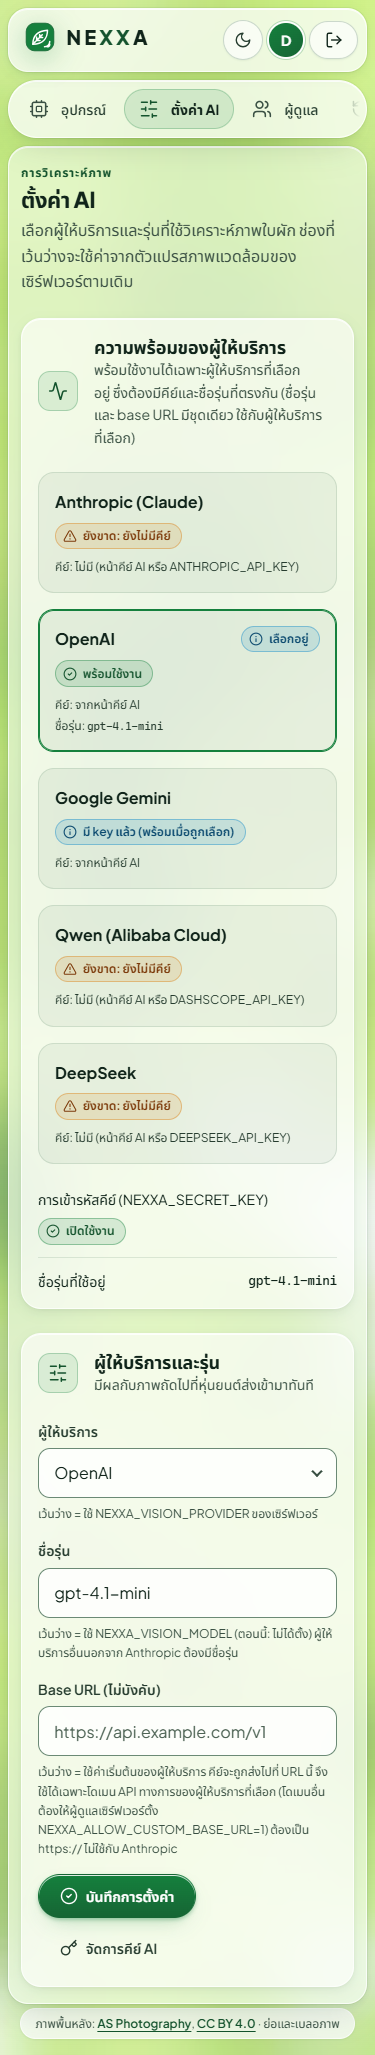 NEXXA
D
อุปกรณ์
ตั้งค่า AI
ผู้ดูแล
การวิเคราะห์ภาพ
ตั้งค่า AI
เลือกผู้ให้บริการและรุ่นที่ใช้วิเคราะห์ภาพใบผัก ช่องที่
เว้นว่างจะใช้ค่าจากตัวแปรสภาพแวดล้อมของ
เซิร์ฟเวอร์ตามเดิม
ความพร้อมของผู้ให้บริการ
พร้อมใช้งานได้เฉพาะผู้ให้บริการที่เลือก
อยู่ ซึ่งต้องมีคีย์และชื่อรุ่นที่ตรงกัน (ชื่อรุ่น
และ base URL มีชุดเดียว ใช้กับผู้ให้บริการ
ที่เลือก)
Anthropic (Claude)
ยังขาด: ยังไม่มีคีย์
คีย์: ไม่มี (หน้าคีย์ AI หรือ ANTHROPIC_API_KEY)
OpenAI
เลือกอยู่
พร้อมใช้งาน
คีย์: จากหน้าคีย์ AI
ชื่อรุ่น: gpt-4.1-mini
Google Gemini
มี key แล้ว (พร้อมเมื่อถูกเลือก)
คีย์: จากหน้าคีย์ AI
Qwen (Alibaba Cloud)
ยังขาด: ยังไม่มีคีย์
คีย์: ไม่มี (หน้าคีย์ AI หรือ DASHSCOPE_API_KEY)
DeepSeek
ยังขาด: ยังไม่มีคีย์
คีย์: ไม่มี (หน้าคีย์ AI หรือ DEEPSEEK_API_KEY)
การเข้ารหัสคีย์ (NEXXA_SECRET_KEY)
เปิดใช้งาน
ชื่อรุ่นที่ใช้อยู่
gpt-4.1-mini
ผู้ให้บริการและรุ่น
มีผลกับภาพถัดไปที่หุ่นยนต์ส่งเข้ามาทันที
ผู้ให้บริการ
OpenAI
เว้นว่าง = ใช้ NEXXA_VISION_PROVIDER ของเซิร์ฟเวอร์
ชื่อรุ่น
gpt-4.1-mini
เว้นว่าง = ใช้ NEXXA_VISION_MODEL (ตอนนี้: ไม่ได้ตั้ง) ผู้ให้
บริการอื่นนอกจาก Anthropic ต้องมีชื่อรุ่น
Base URL (ไม่บังคับ)
https://api.example.com/v1
เว้นว่าง = ใช้ค่าเริ่มต้นของผู้ให้บริการ คีย์จะถูกส่งไปที่ URL นี้ จึง
ใช้ได้เฉพาะโดเมน API ทางการของผู้ให้บริการที่เลือก (โดเมนอื่น
ต้องให้ผู้ดูแลเซิร์ฟเวอร์ตั้ง
NEXXA_ALLOW_CUSTOM_BASE_URL=1) ต้องเป็น
https:// ไม่ใช้กับ Anthropic
บันทึกการตั้งค่า
จัดการคีย์ AI
ภาพพื้นหลัง: AS Photography, CC BY 4.0 · ย่อและเบลอภาพ